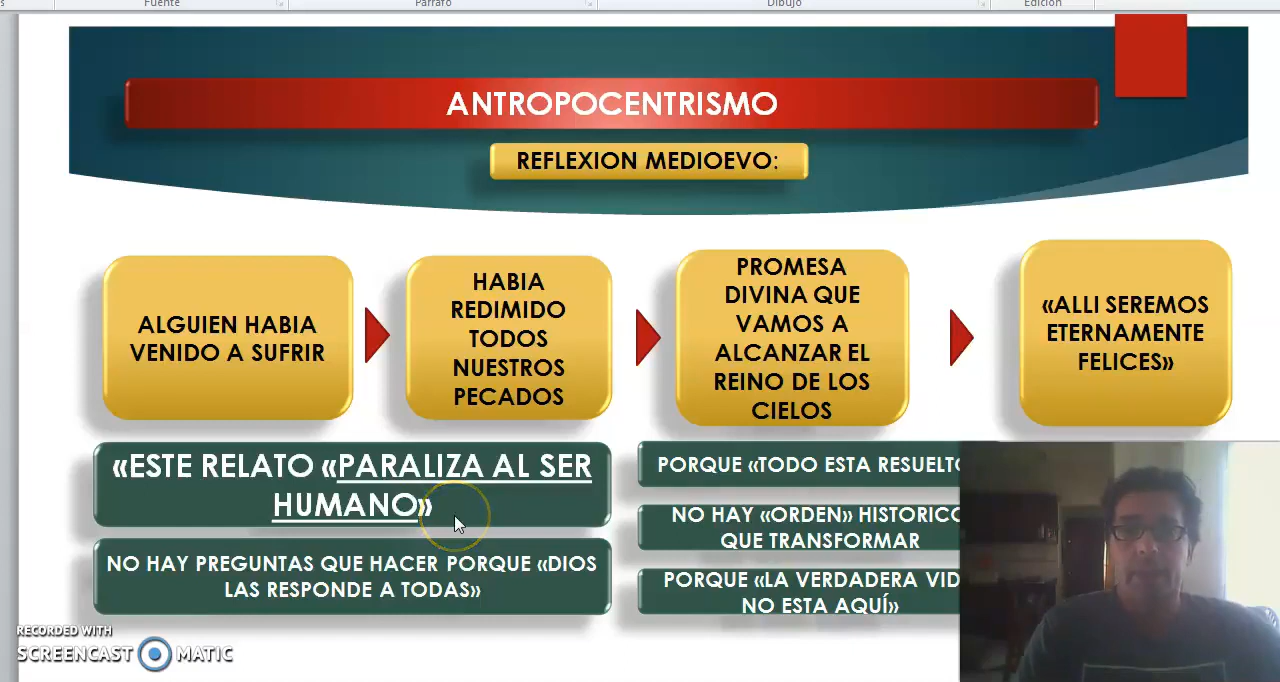 Fuente
Párrafo
Dibujo
Edición
ANTROPOCENTRISMO
REFLEXION MEDIOEVO:
ALGUIEN HABIA
VENIDO A SUFRIR
HABIA
REDIMIDO
TODOS
NUESTROS
PECADOS
PROMESA
DIVINA QUE
VAMOS A
ALCANZAR EL
REINO DE LOS
CIELOS
«ALLI SEREMOS
ETERNAMENTE
FELICES»
«ESTE RELATO «PARALIZA AL SER
HUMANO»
NO HAY PREGUNTAS QUE HACER PORQUE «DIOS
LAS RESPONDE A TODAS»
PORQUE «TODO ESTA RESUELTO
NO HAY «ORDEN» HISTORICO
QUE TRANSFORMAR
PORQUE «LA VERDADERA VID
NO ESTA AQUÍ»
RECORDED WITH
SCREENCAST MATIC